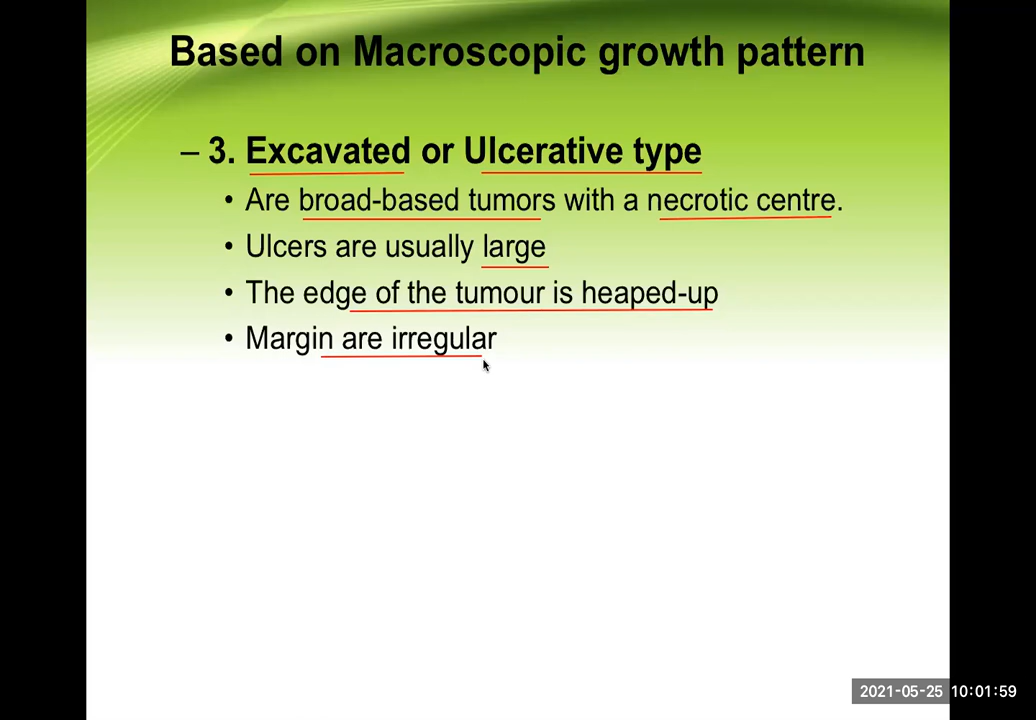 Based on Macroscopic growth pattern
– 3. Excavated or Ulcerative type
• Are broad-based tumors with a necrotic centre.
• Ulcers are usually large
• The edge of the tumour is heaped-up
• Margin are irregular
2021-05-25 10:01:59